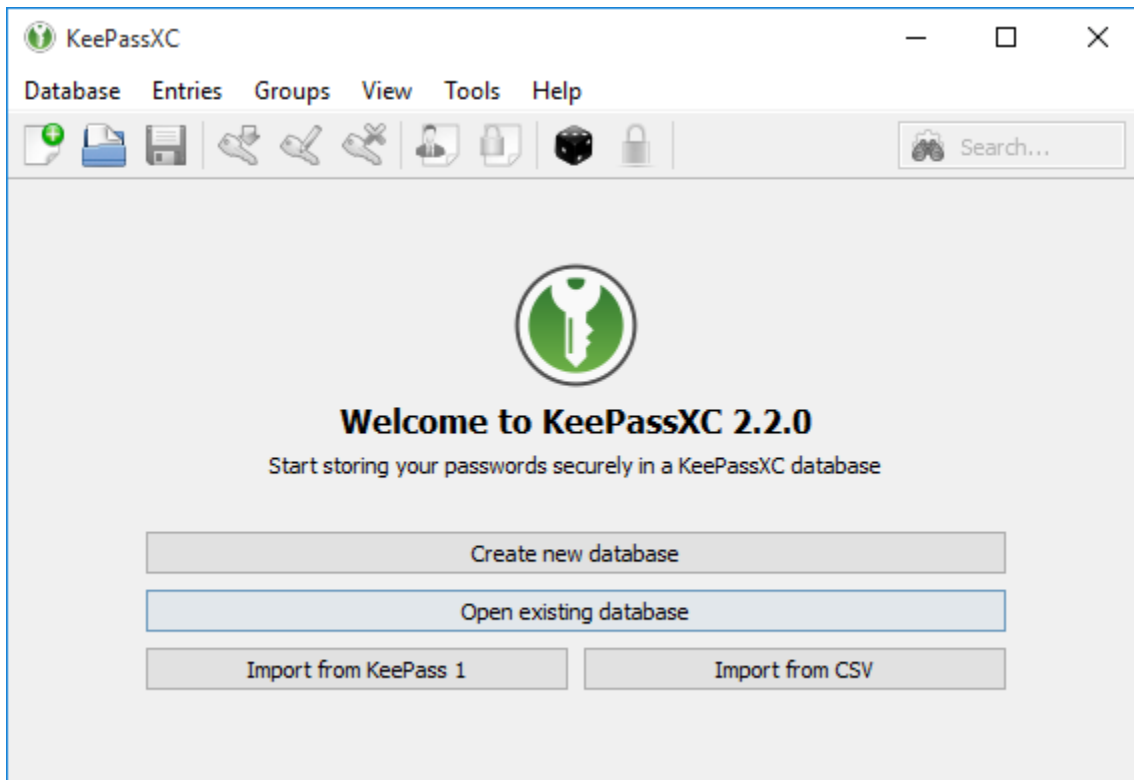 KeePassXC
Database Entries Groups View Tools Help
Search...
Welcome to KeePassXC 2.2.0
Start storing your passwords securely in a KeePassXC database
Create new database
Open existing database
Import from KeePass 1 Import from CSV